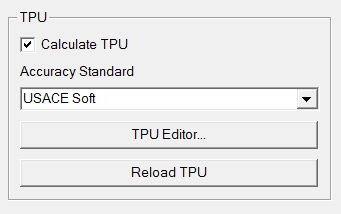 TPU
Calculate TPU
Accuracy Standard
USACE Soft
TPU Editor...
Reload TPU